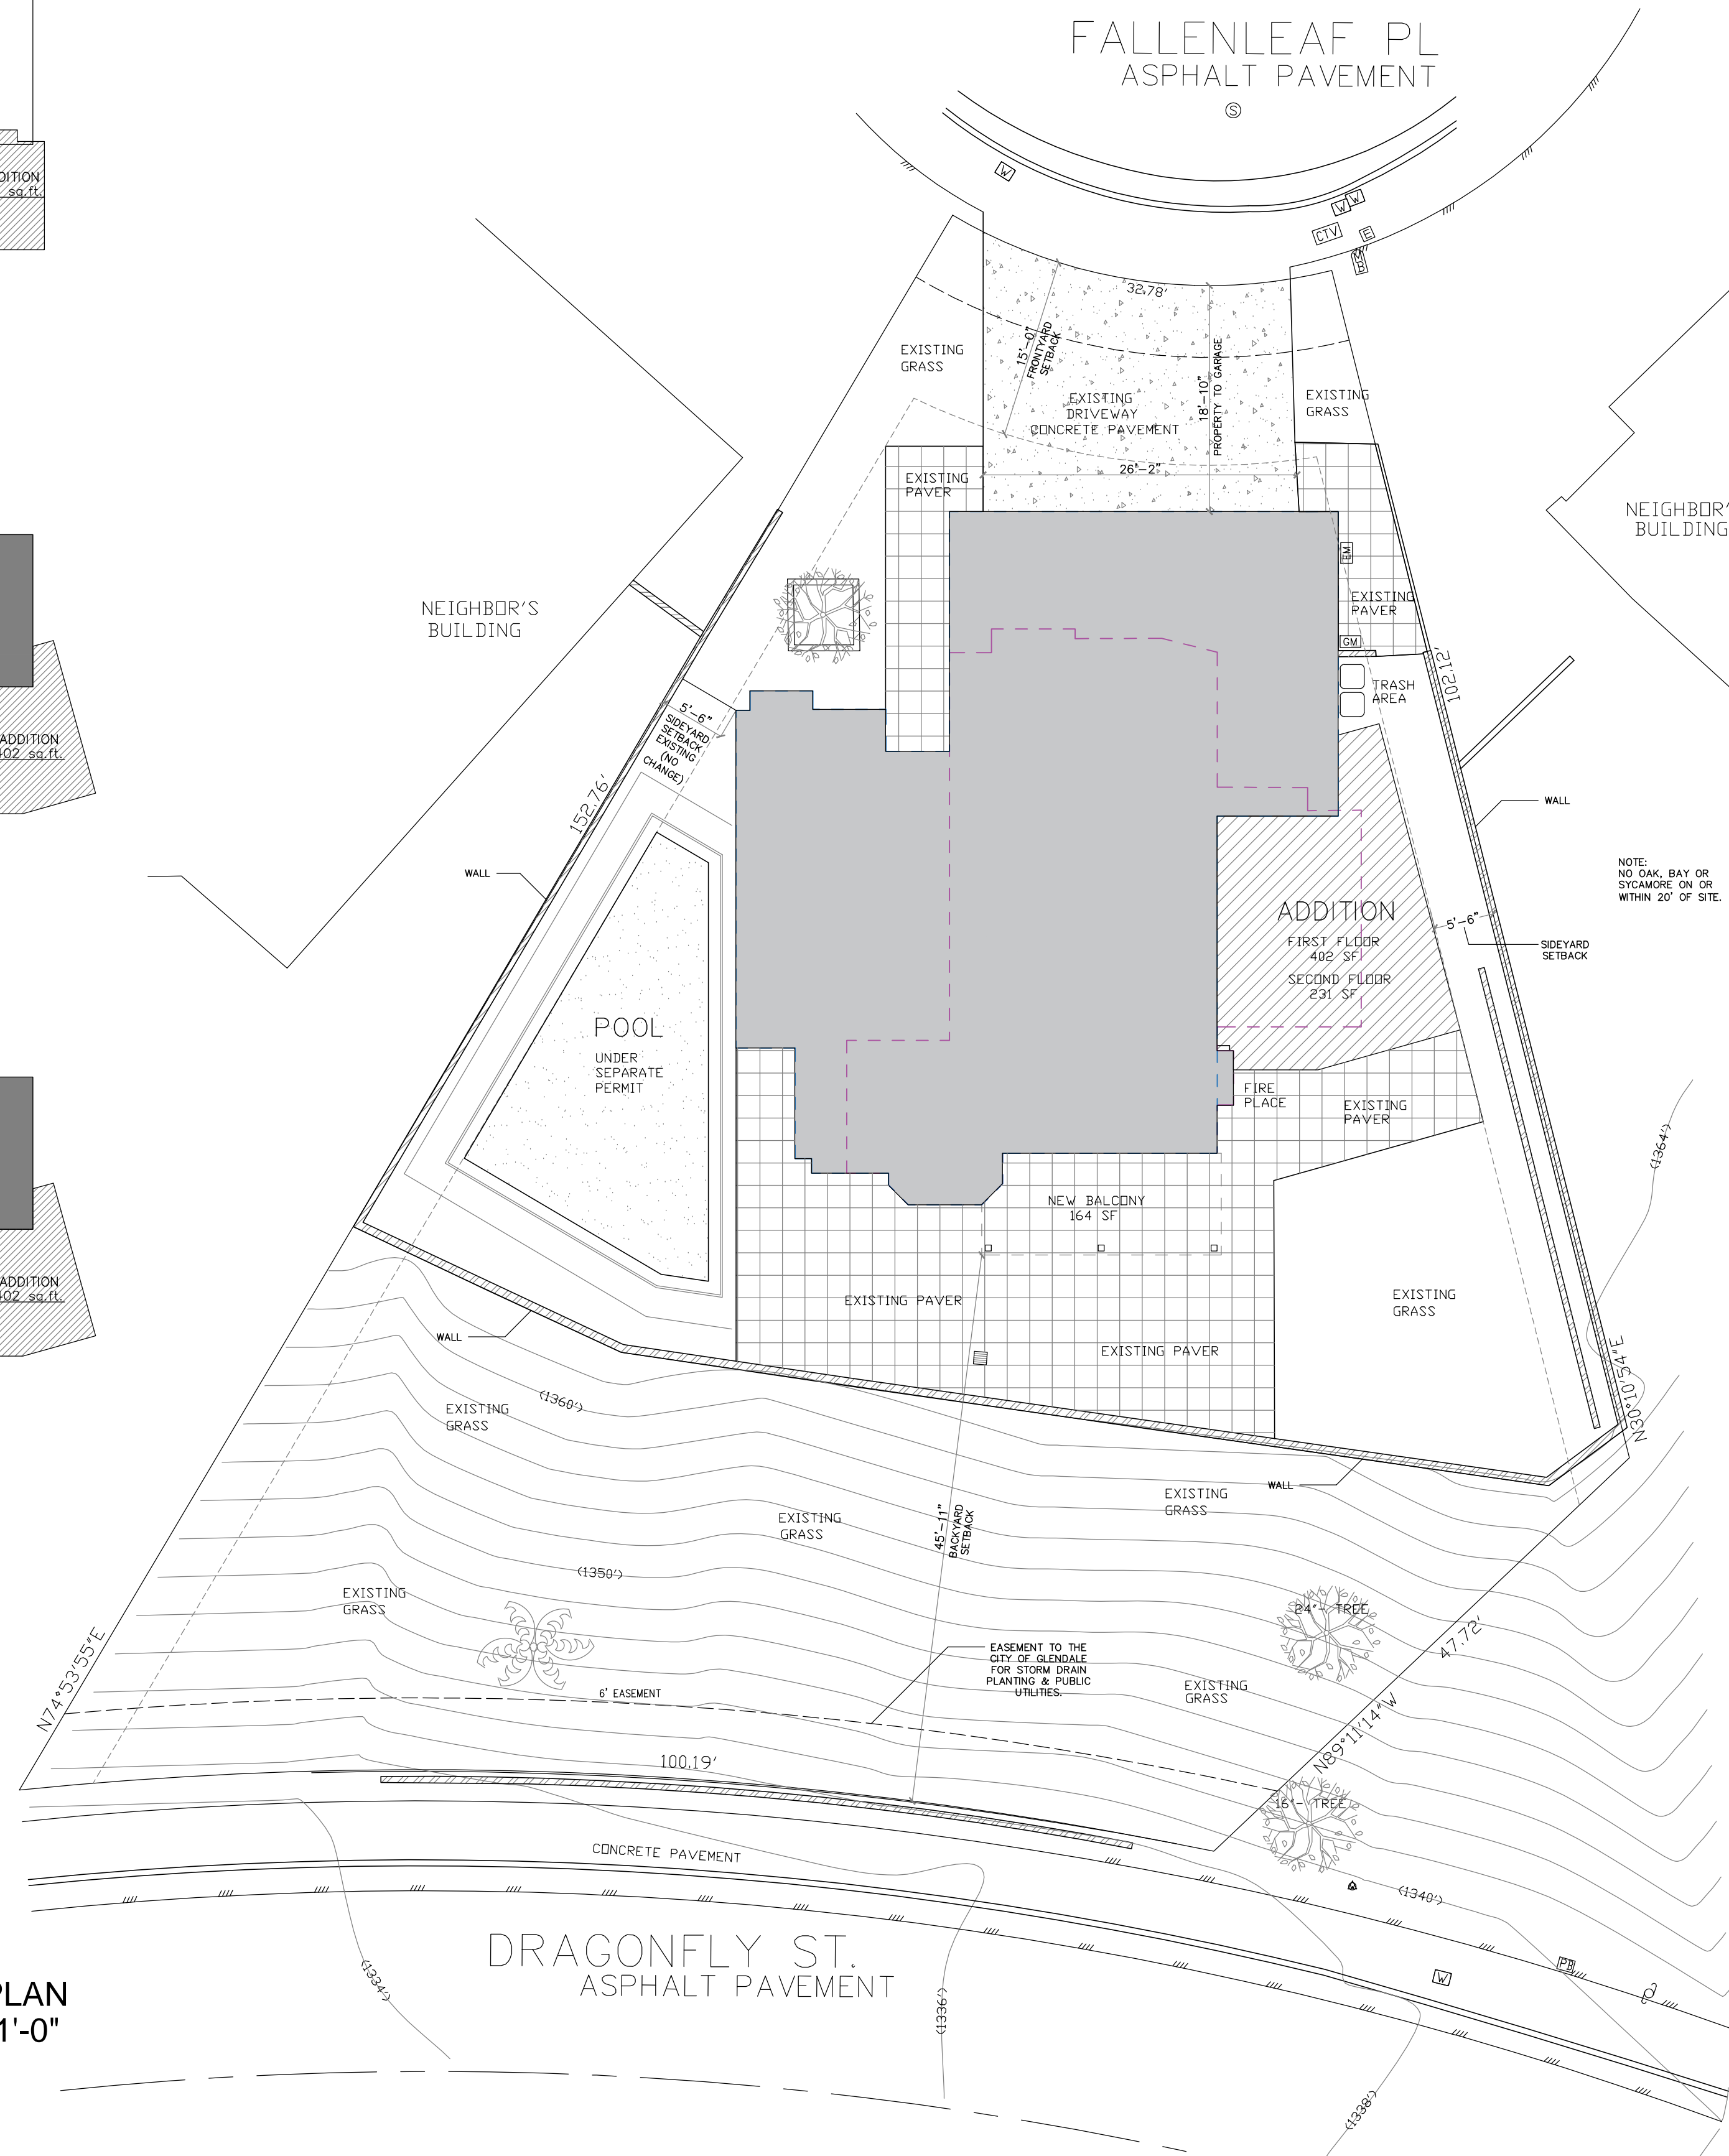 FALLENLEAF PL
ASPHALT PAVEMENT
S
W
W
W
CTV
E
MB
32.78'
15'-0"
FRONTYARD
SETBACK
18'-10"
PROPERTY TO GARAGE
EXISTING
GRASS
EXISTING
DRIVEWAY
CONCRETE PAVEMENT
EXISTING
GRASS
26'-2"
EXISTING
PAVER
NEIGHBOR'S
BUILDING
NEIGHBOR'
BUILDING
EM
EXISTING
PAVER
GM
TRASH
AREA
102.12'
5'-6"
SIDEYARD
SETBACK
EXISTING
(NO
CHANGE)
152.76'
WALL
WALL
NOTE:
NO OAK, BAY OR
SYCAMORE ON OR
WITHIN 20' OF SITE.
ADDITION
FIRST FLOOR
402 SF
SECOND FLOOR
231 SF
5'-6"
SIDEYARD
SETBACK
POOL
UNDER
SEPARATE
PERMIT
FIRE
PLACE
EXISTING
PAVER
(1364')
NEW BALCONY
164 SF
EXISTING PAVER
EXISTING
GRASS
WALL
EXISTING PAVER
N30°10'54"E
(1360')
EXISTING
GRASS
WALL
EXISTING
GRASS
EXISTING
GRASS
45'-11"
BACKYARD
SETBACK
(1350')
EXISTING
GRASS
24"- TREE
47.72'
EASEMENT TO THE
CITY OF GLENDALE
FOR STORM DRAIN
PLANTING & PUBLIC
UTILITIES.
N74°53'55"E
6' EASEMENT
EXISTING
GRASS
N89°11'14"W
100.19'
16"- TREE
CONCRETE PAVEMENT
(1340')
DRAGONFLY ST.
ASPHALT PAVEMENT
W
PB
(1334')
(1336')
(1338')
DITION
sq.ft.
ADDITION
402 sq.ft.
ADDITION
402 sq.ft.
PLAN
1'-0"